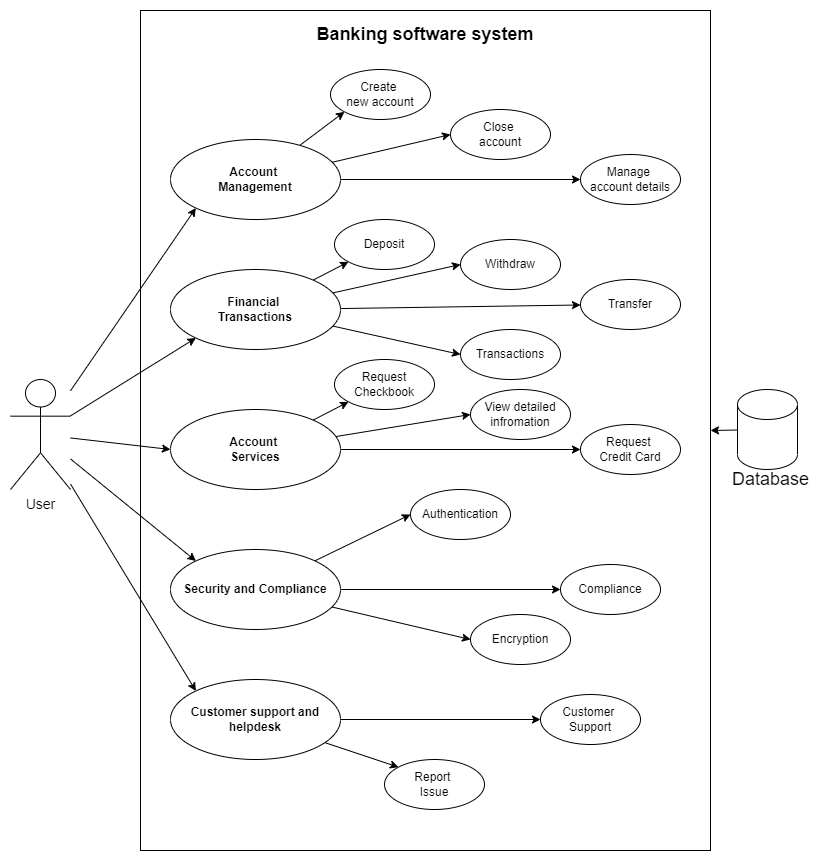 Banking software system
Create
new account
Close
account
Account
Management
Manage
account details
Deposit
Withdraw
Financial
Transactions
Transfer
Transactions
Request
Checkbook
View detailed
infromation
Account
Services
Request
Credit Card
Database
User
Authentication
Security and Compliance
Compliance
Encryption
Customer support and
helpdesk
Customer
Support
Report
Issue